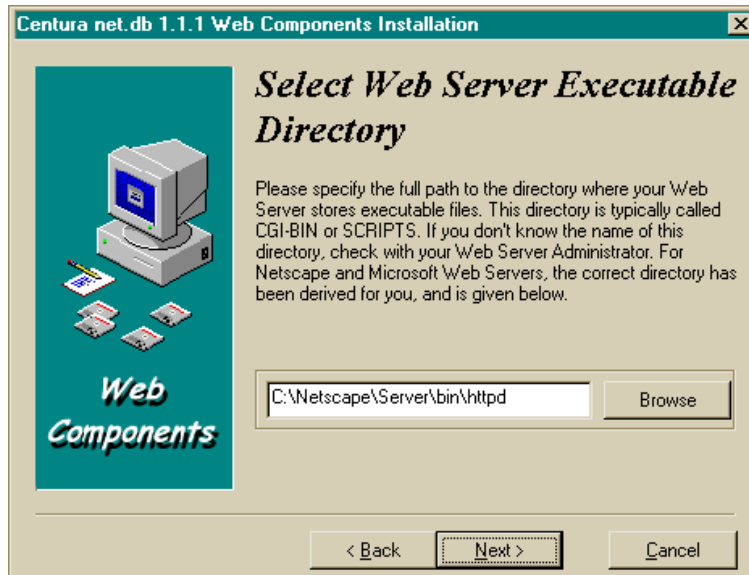 Centura net.db 1.1.1 Web Components Installation
Select Web Server Executable
Directory
Please specify the full path to the directory where your Web
Server stores executable files. This directory is typically called
CGI-BIN or SCRIPTS. If you don't know the name of this
directory, check with your Web Server Administrator. For
Netscape and Microsoft Web Servers, the correct directory has
been derived for you, and is given below.
C:\Netscape\Server\bin\httpd
Browse
Web
Components
< Back
Next >
Cancel